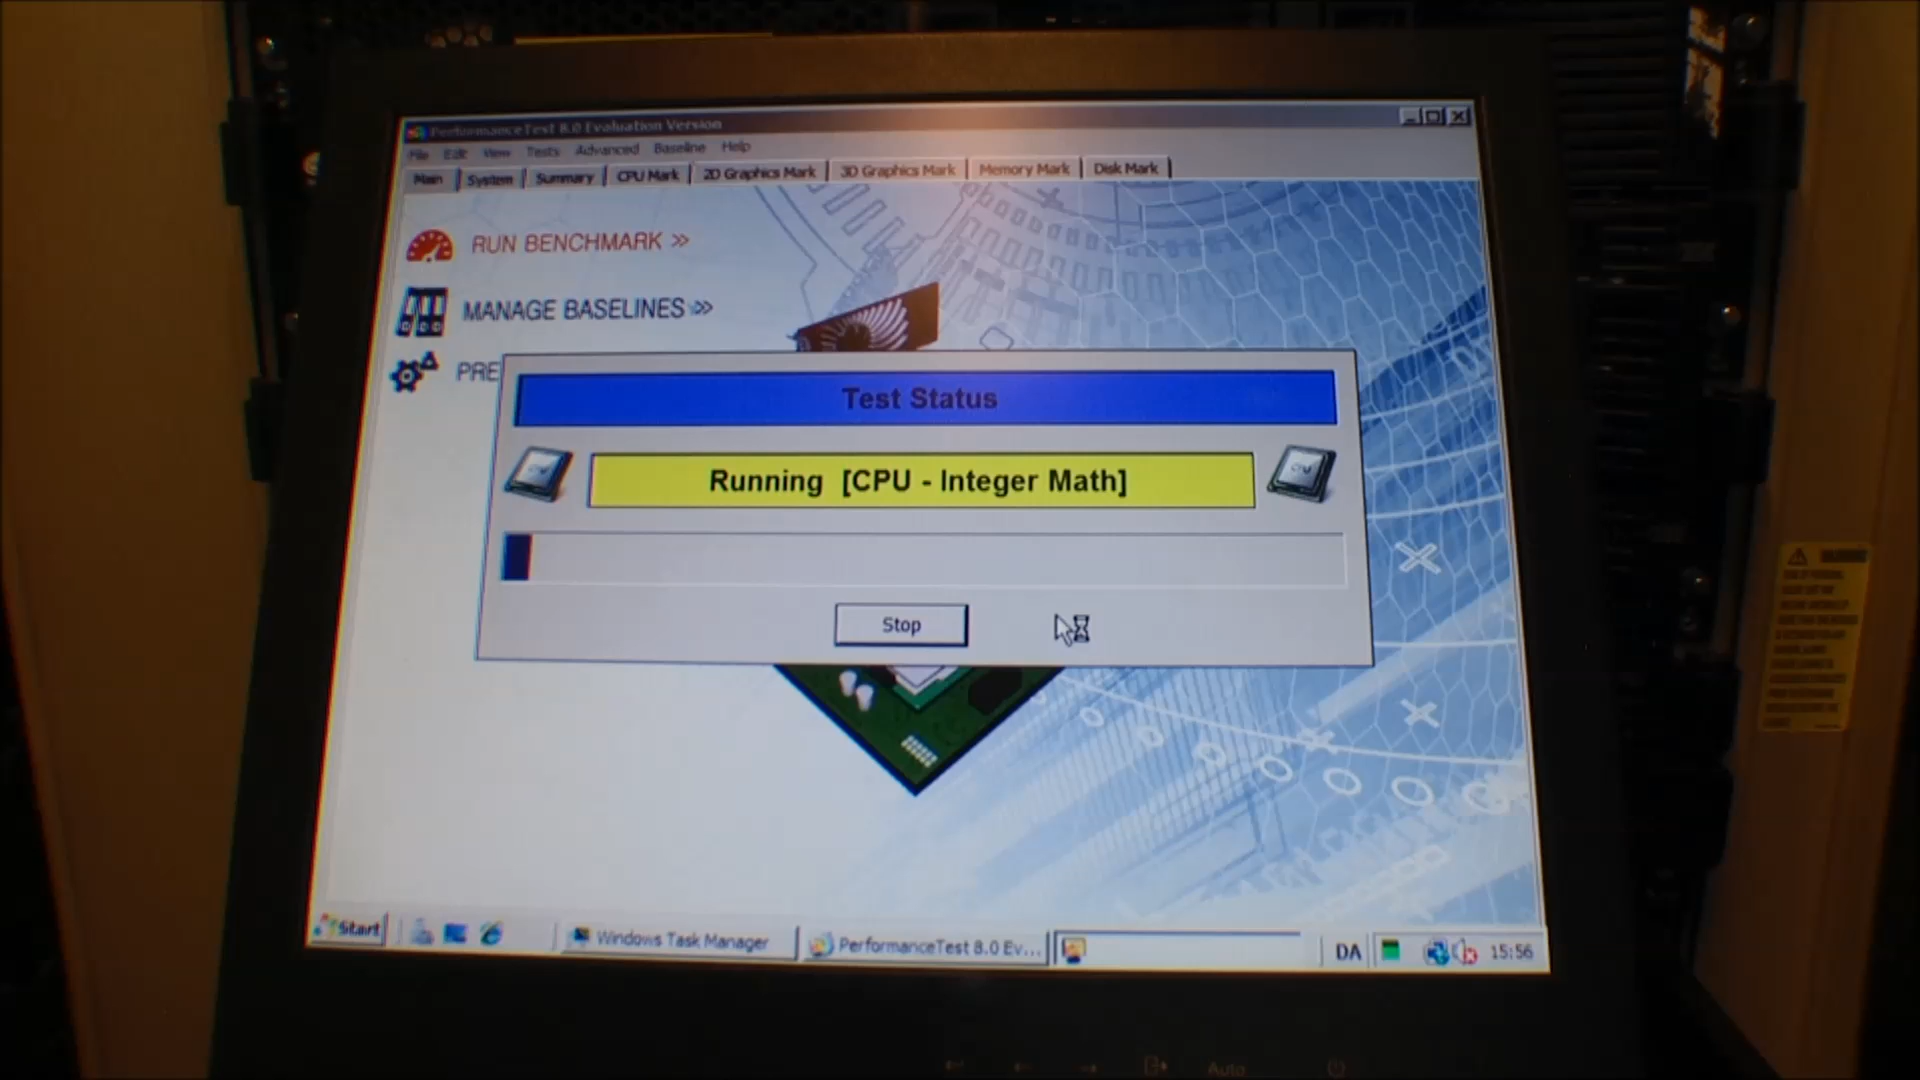 PerformanceTest 8.0 Evaluation Version
File Edit View Tests Advanced Baseline Help
Main System Summary CPU Mark 2D Graphics Mark 3D Graphics Mark Memory Mark Disk Mark
RUN BENCHMARK »
MANAGE BASELINES »
PRE
Test Status
Running [CPU - Integer Math]
Stop
Start Windows Task Manager PerformanceTest 8.0 Ev... DA 15:56
WARNING
Auto